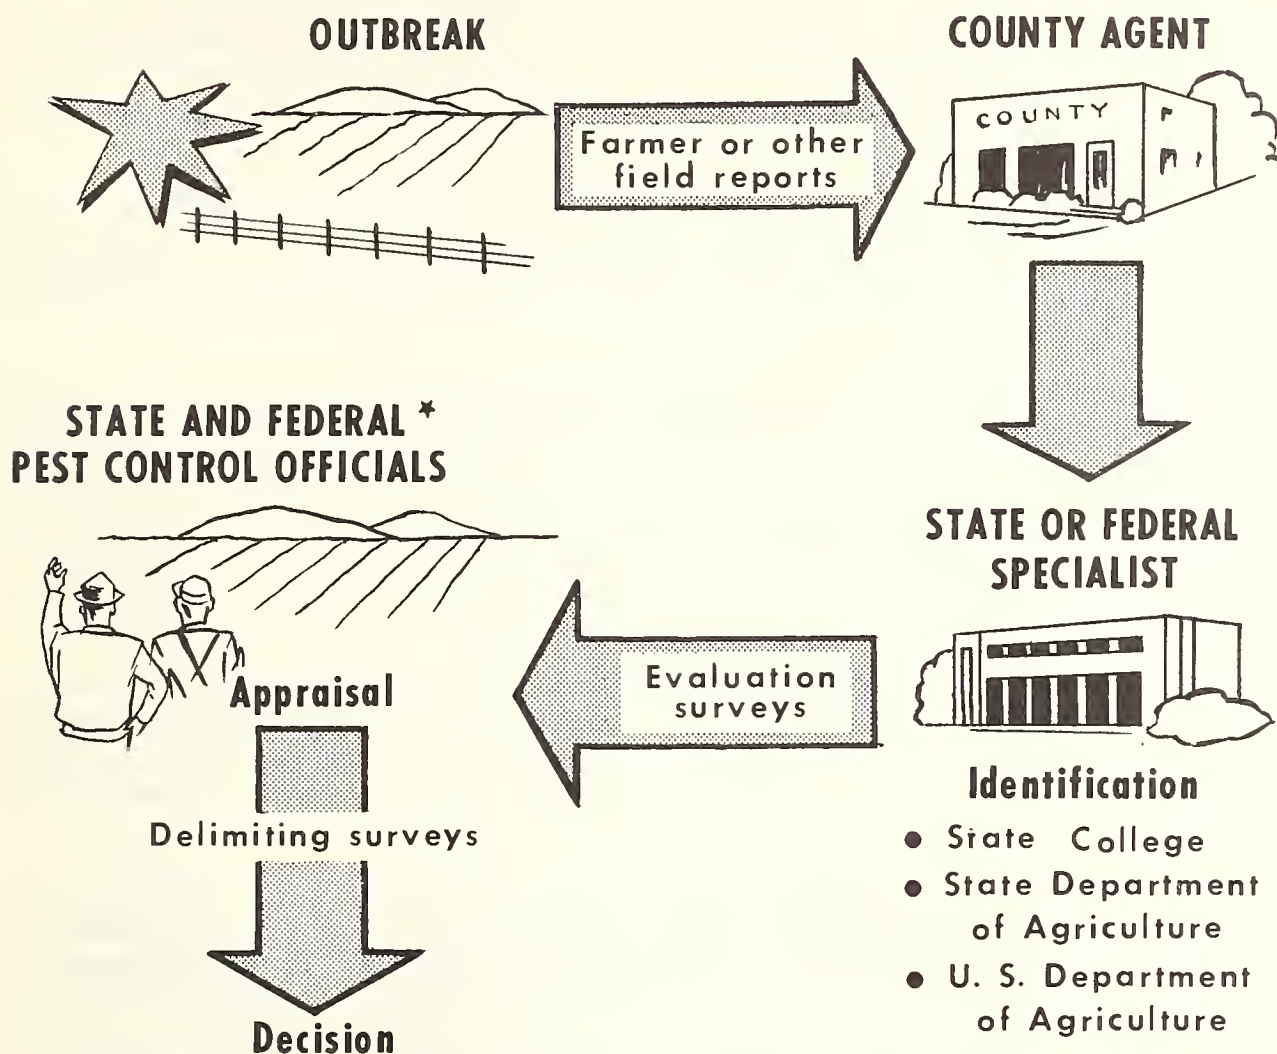 OUTBREAK
Farmer or other
field reports
COUNTY AGENT
COUNTY
STATE OR FEDERAL
SPECIALIST
Identification
• State College
• State Department
of Agriculture
• U. S. Department
of Agriculture
Evaluation
surveys
STATE AND FEDERAL *
PEST CONTROL OFFICIALS
Appraisal
Delimiting surveys
Decision